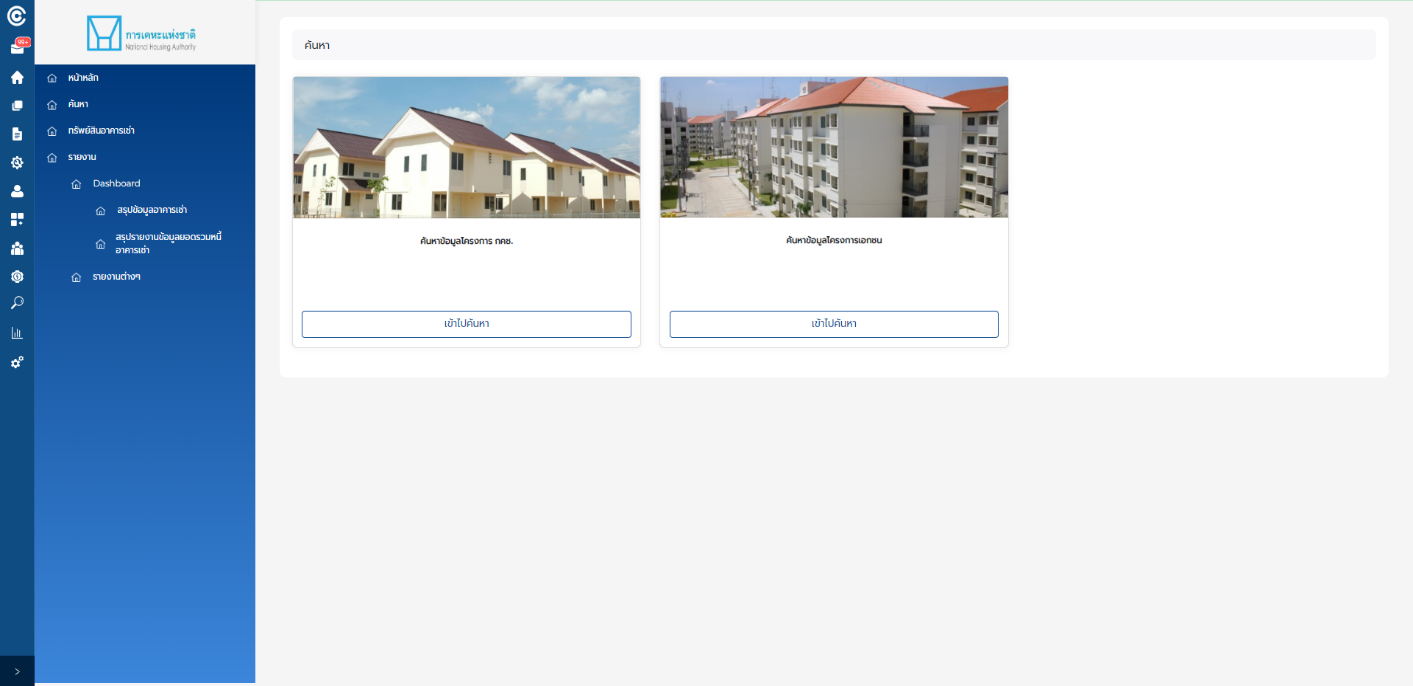 99+
การเคหะแห่งชาติ
National Housing Authority
หน้าหลัก
ค้นหา
ทรัพย์สินอาคารเช่า
รายงาน
Dashboard
สรุปข้อมูลอาคารเช่า
สรุปรายงานข้อมูลยอดรวมหนี้
อาคารเช่า
รายงานต่างๆ
ค้นหา
ค้นหาข้อมูลโครงการ กคช.
เข้าไปค้นหา
ค้นหาข้อมูลโครงการเอกชน
เข้าไปค้นหา